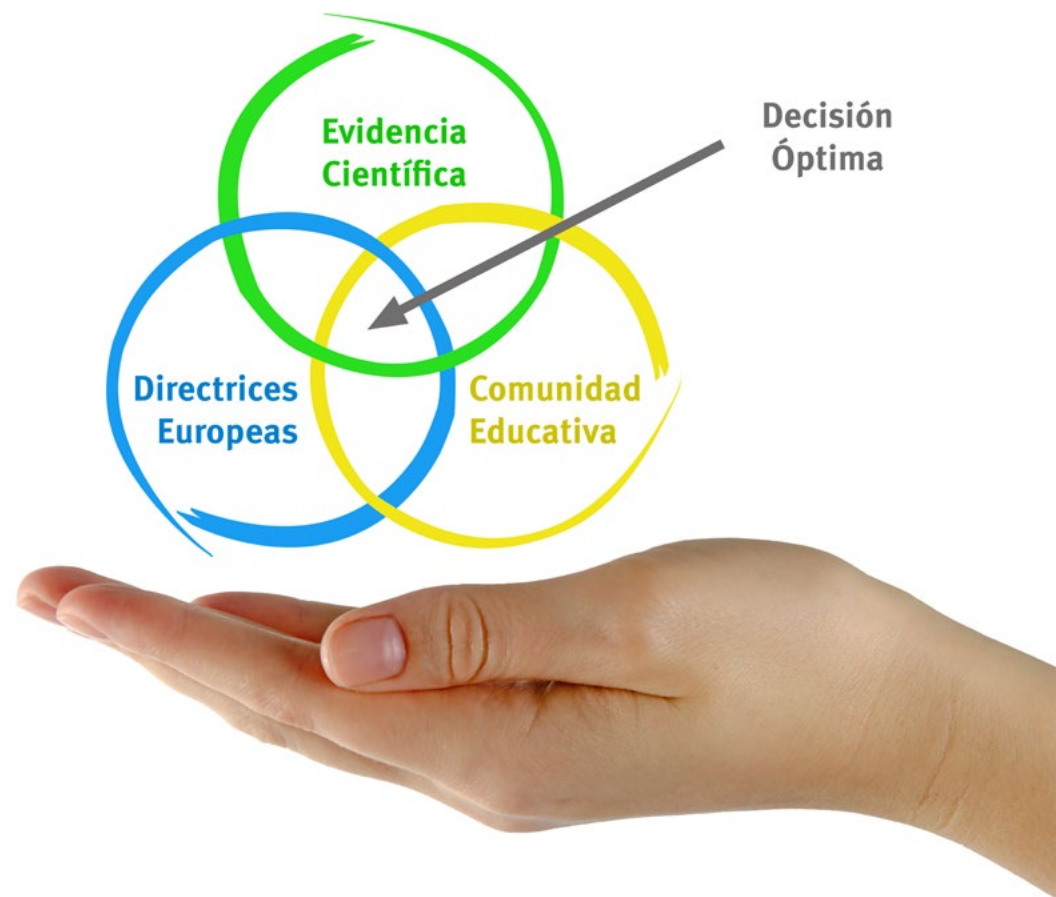 Evidencia
Científica
Decisión
Óptima
Directrices
Europeas
Comunidad
Educativa